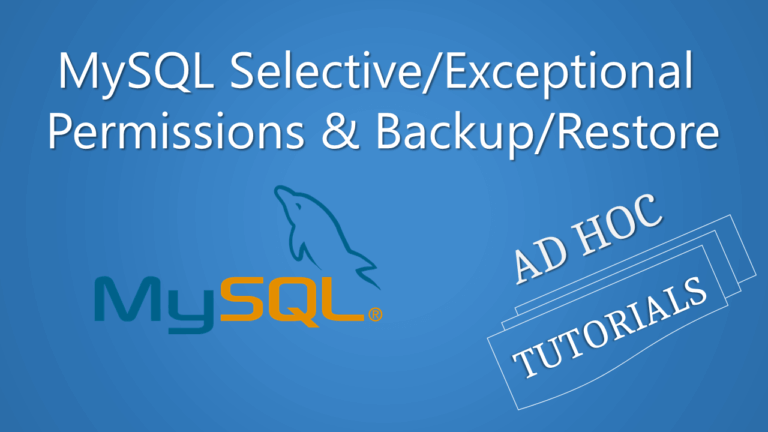 MySQL Selective/Exceptional
Permissions & Backup/Restore
MySQL®
AD HOC
TUTORIALS